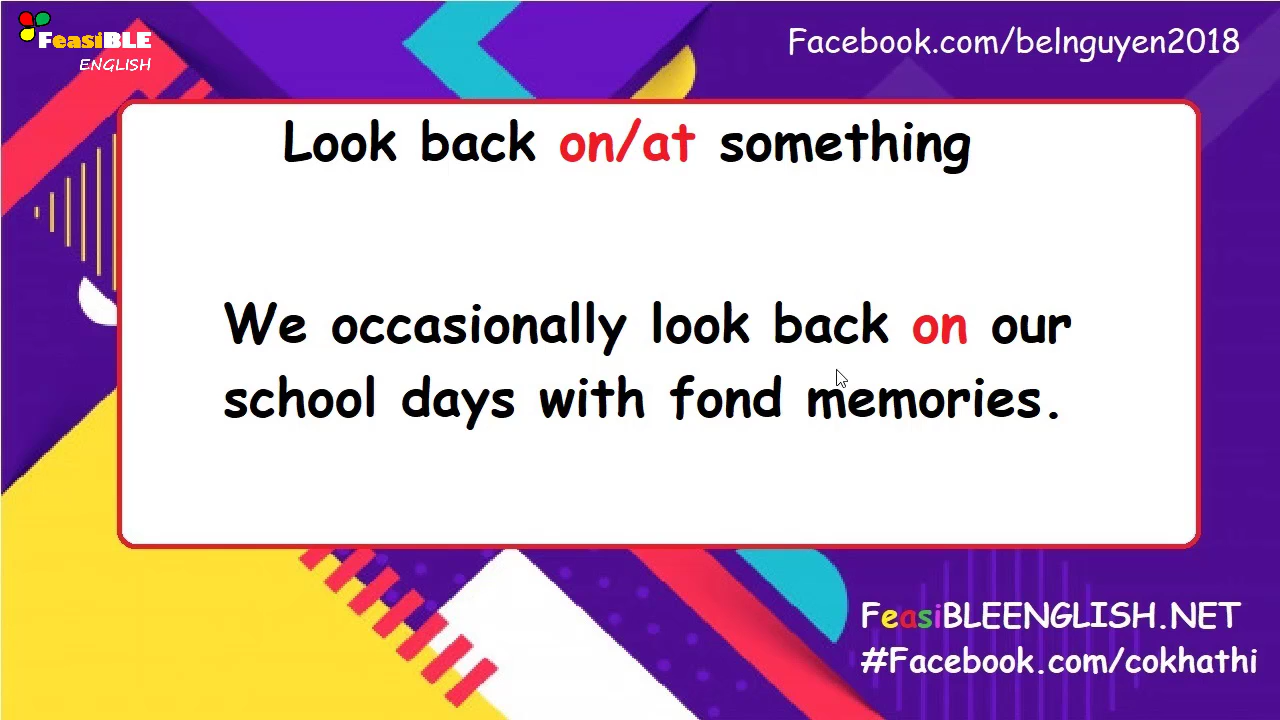 FeasiBLE
ENGLISH
Facebook.com/belnguyen2018
Look back on/at something
We occasionally look back on our
school days with fond memories.
FeasiBLEENGLISH.NET
#Facebook.com/cokhathi